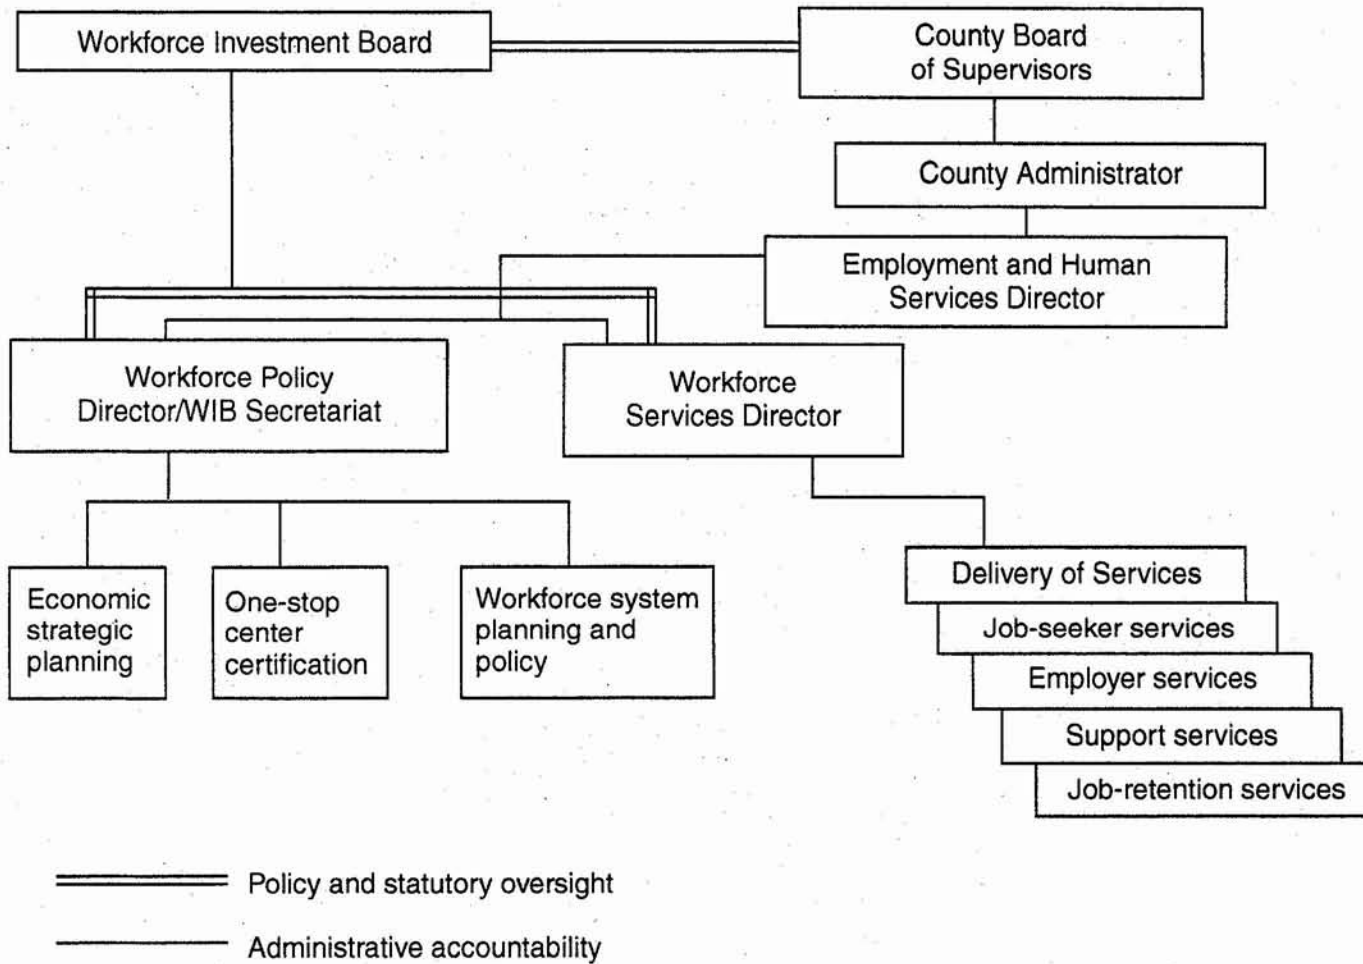 Workforce Investment Board
County Board
of Supervisors
County Administrator
Employment and Human
Services Director
Workforce Policy
Director/WIB Secretariat
Workforce
Services Director
Economic
strategic
planning
One-stop
center
certification
Workforce system
planning and
policy
Delivery of Services
Job-seeker services
Employer services
Support services
Job-retention services
Policy and statutory oversight
Administrative accountability